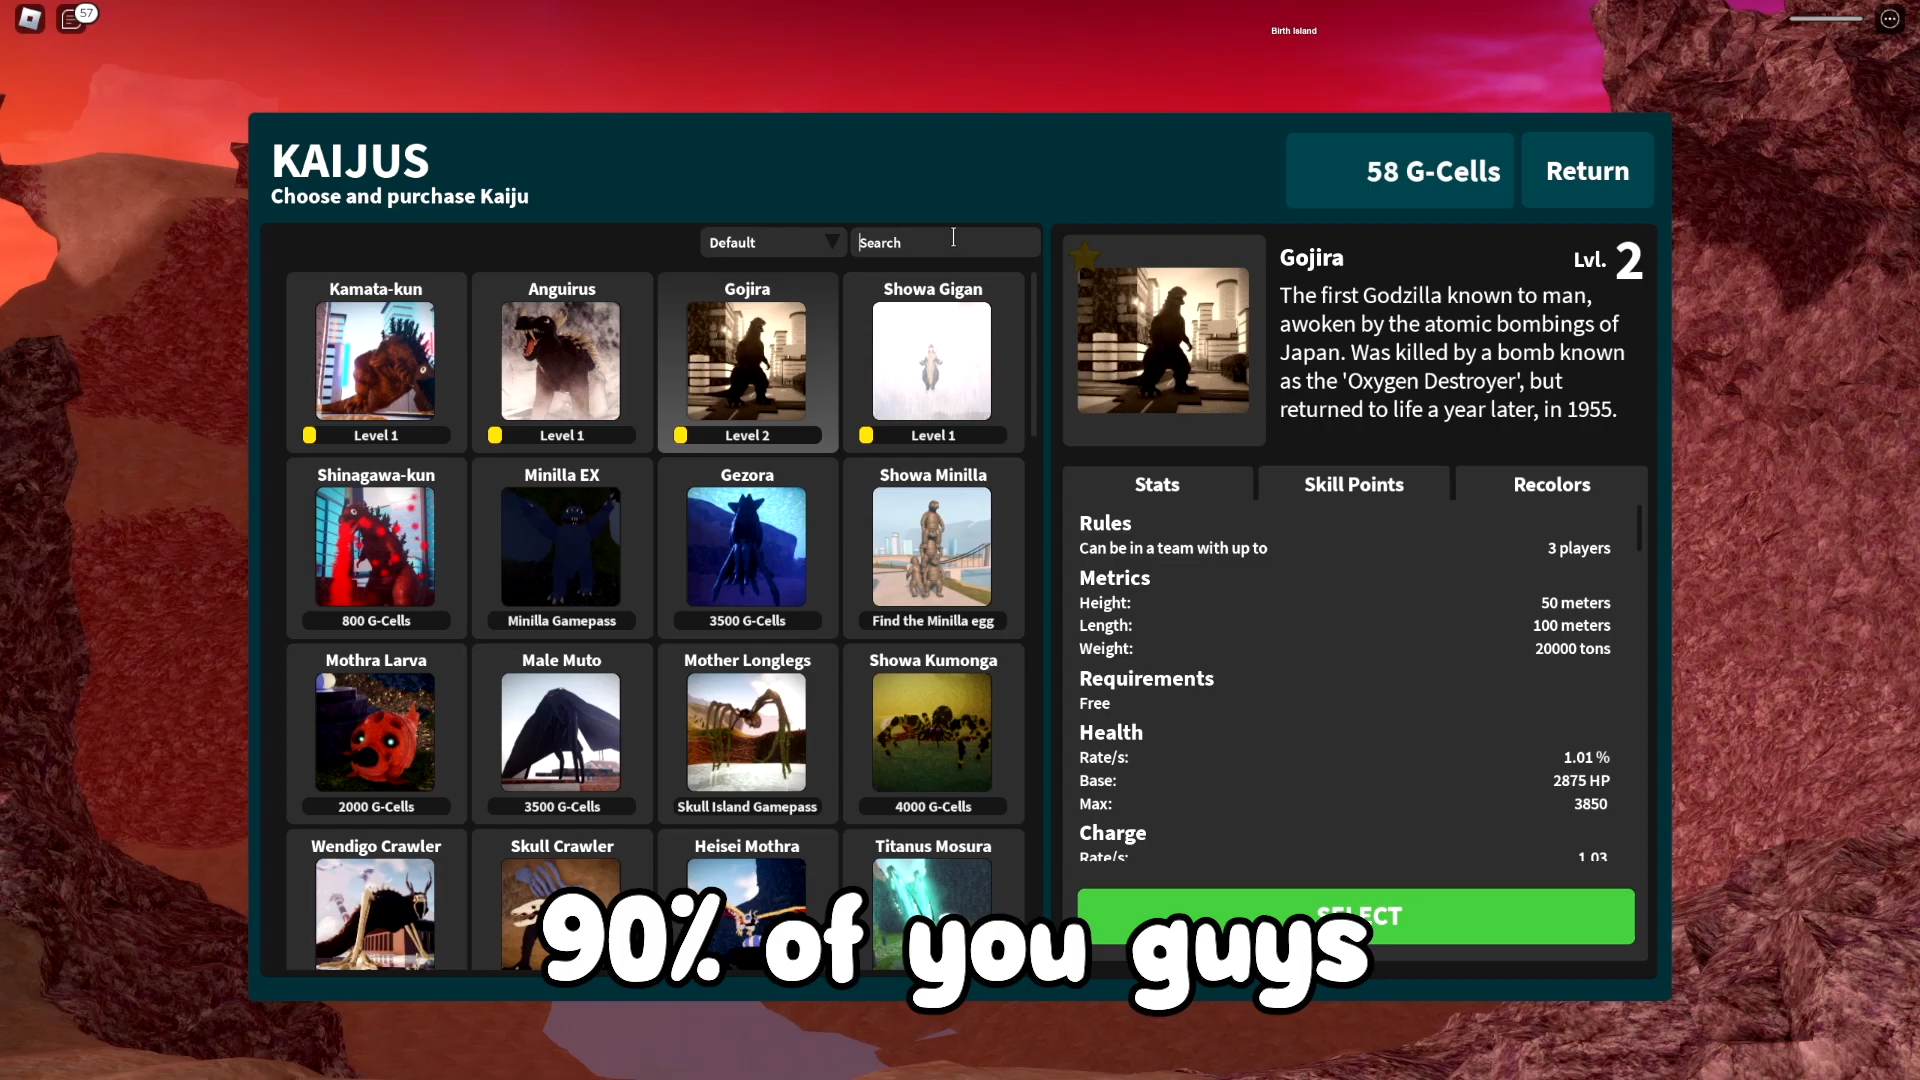 57
Birth Island
KAIJUS
Choose and purchase Kaiju
58 G-Cells
Return
Default
Search
Kamata-kun
Anguirus
Gojira
Showa Gigan
Level 1
Level 1
Level 2
Level 1
Shinagawa-kun
Minilla EX
Gezora
Showa Minilla
800 G-Cells
Minilla Gamepass
3500 G-Cells
Find the Minilla egg
Mothra Larva
Male Muto
Mother Longlegs
Showa Kumonga
2000 G-Cells
3500 G-Cells
Skull Island Gamepass
4000 G-Cells
Wendigo Crawler
Skull Crawler
Heisei Mothra
Titanus Mosura
Gojira
Lvl. 2
The first Godzilla known to man,
awoken by the atomic bombings of
Japan. Was killed by a bomb known
as the 'Oxygen Destroyer', but
returned to life a year later, in 1955.
Stats
Skill Points
Recolors
Rules
Can be in a team with up to 3 players
Metrics
Height: 50 meters
Length: 100 meters
Weight: 20000 tons
Requirements
Free
Health
Rate/s: 1.01 %
Base: 2875 HP
Max: 3850
Charge
Rate/s: 1.03
SELECT
90% of you guys